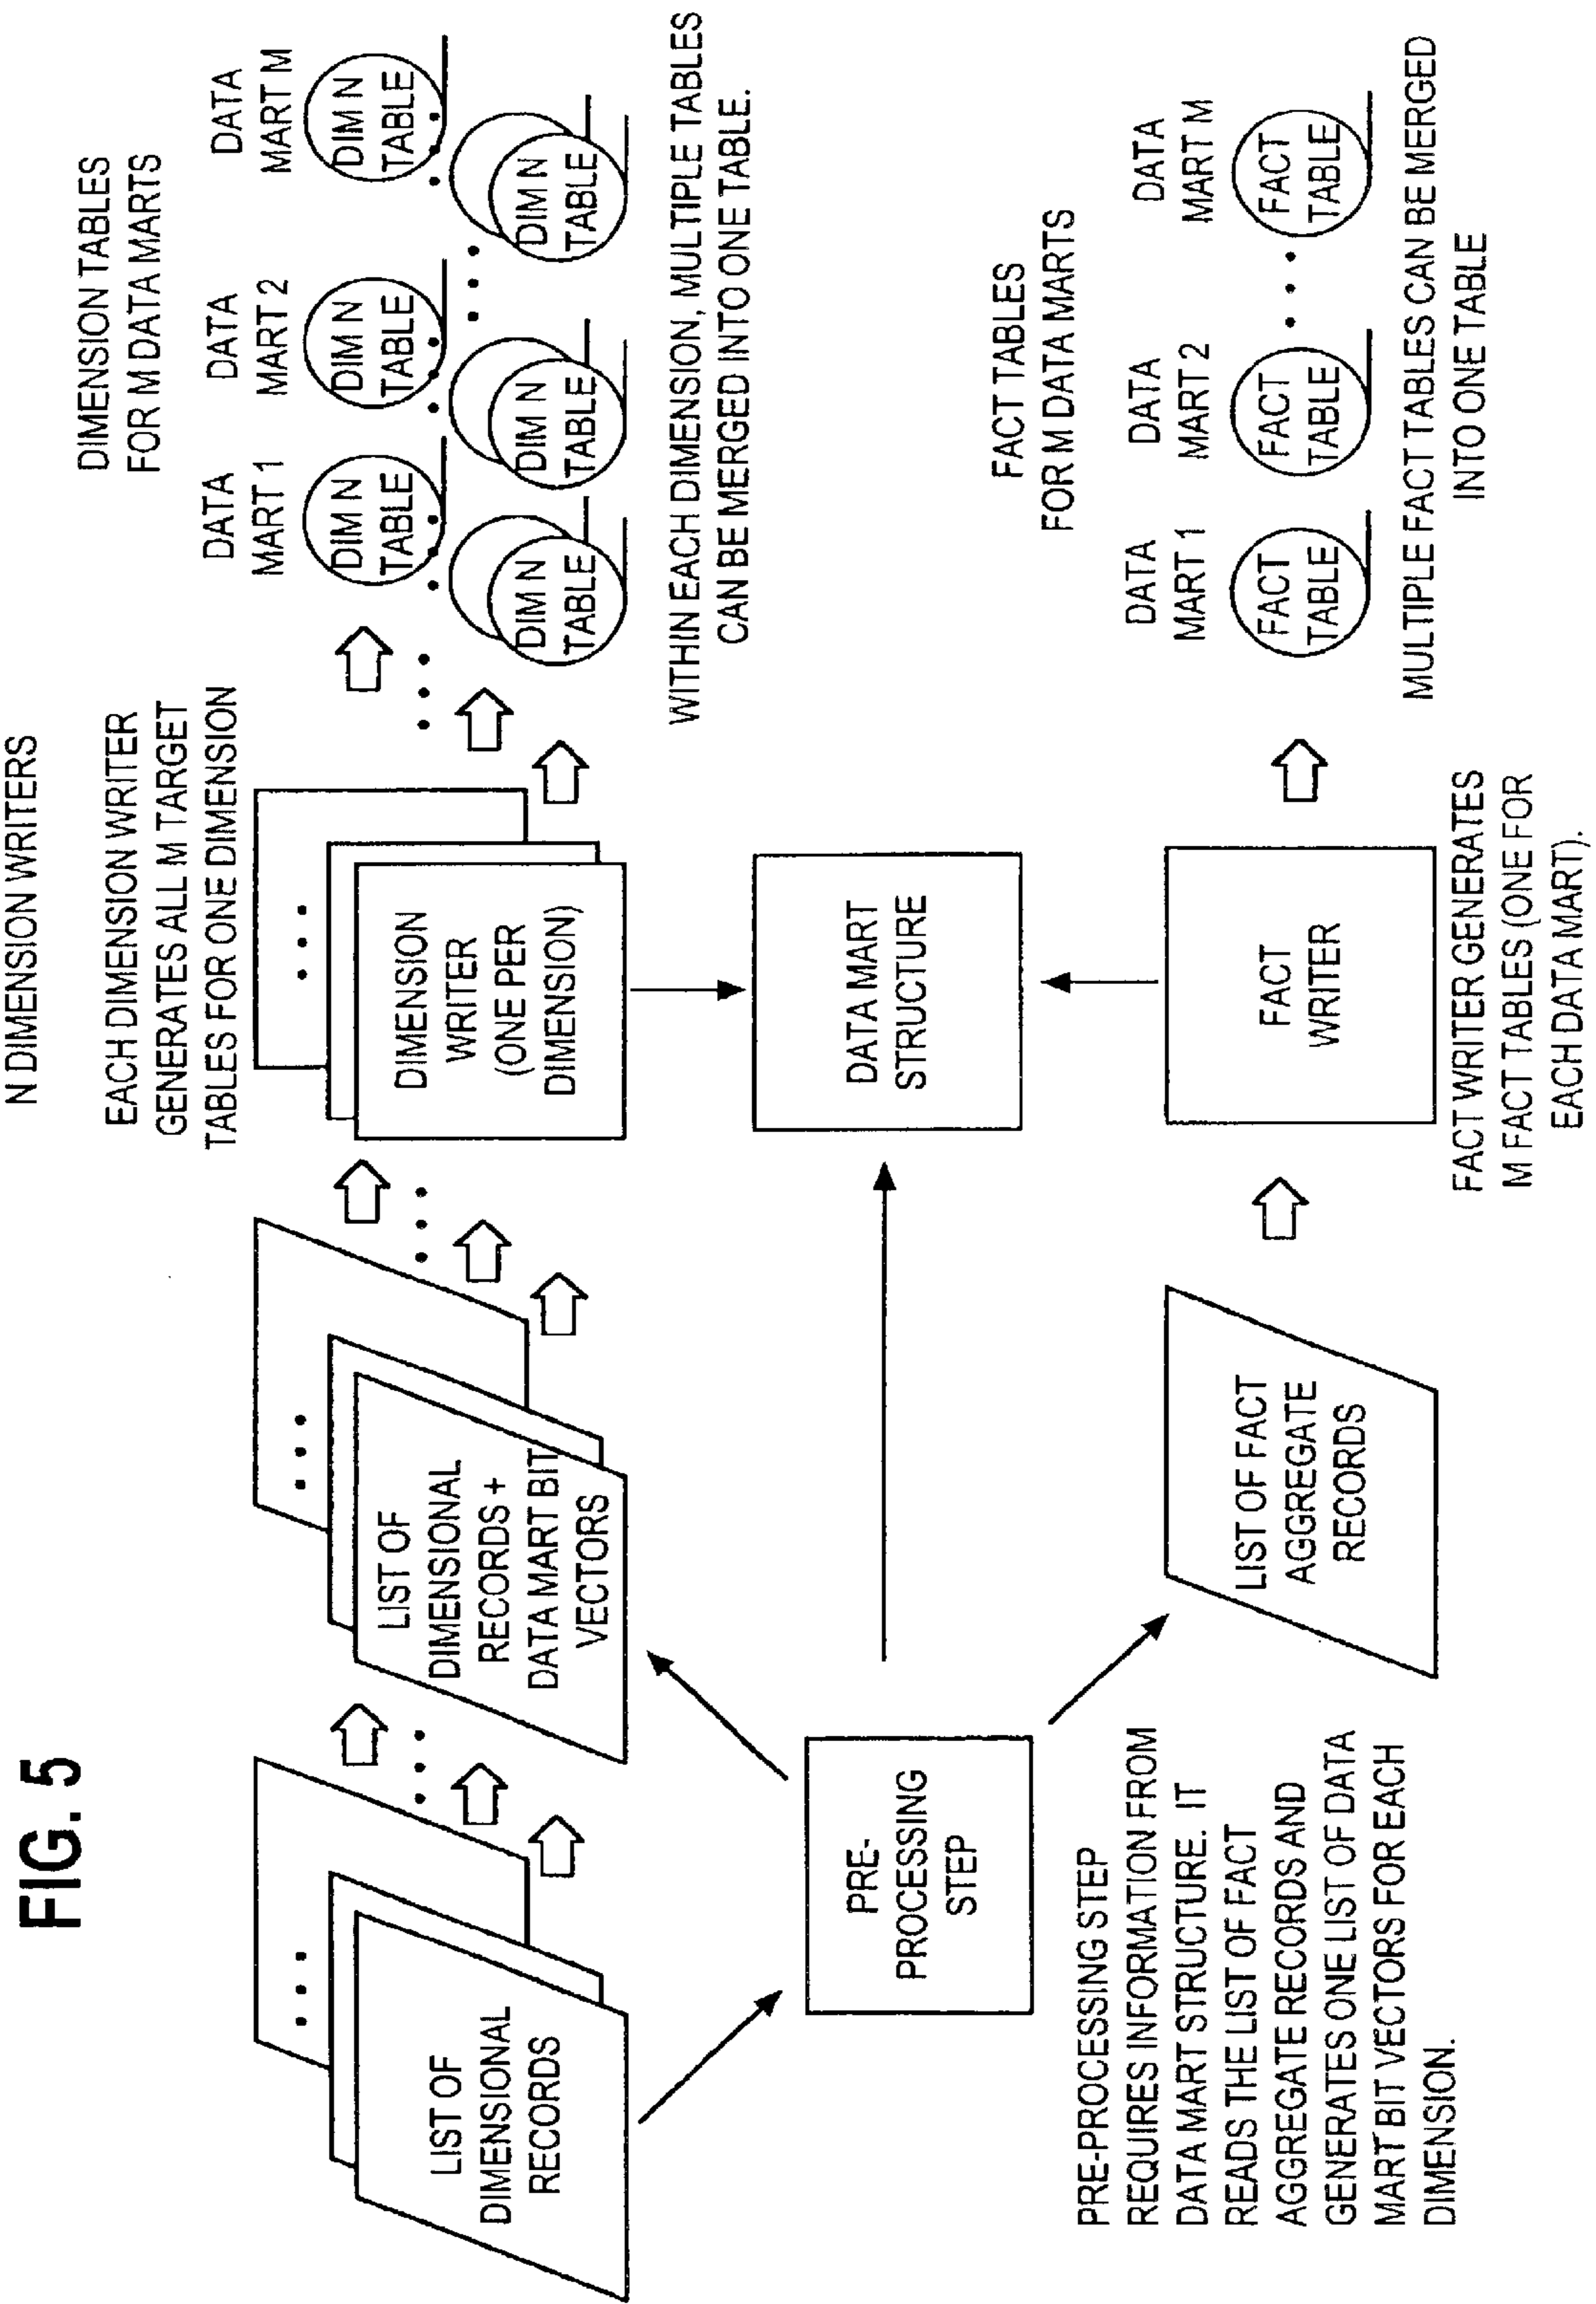 FIG. 5
N DIMENSION WRITERS
EACH DIMENSION WRITER
GENERATES ALL M TARGET
TABLES FOR ONE DIMENSION
DIMENSION TABLES
FOR M DATA MARTS
DATA
MART 1
DATA
MART 2
DATA
MART M
LIST OF
DIMENSIONAL
RECORDS
LIST OF
DIMENSIONAL
RECORDS +
DATA MART BIT
VECTORS
DIMENSION
WRITER
(ONE PER
DIMENSION)
DIM N
TABLE
DIM N
TABLE
DIM N
TABLE
DIM N
TABLE
DIM N
TABLE
DIM N
TABLE
WITHIN EACH DIMENSION, MULTIPLE TABLES
CAN BE MERGED INTO ONE TABLE.
PRE-
PROCESSING
STEP
DATA MART
STRUCTURE
PRE-PROCESSING STEP
REQUIRES INFORMATION FROM
DATA MART STRUCTURE. IT
READS THE LIST OF FACT
AGGREGATE RECORDS AND
GENERATES ONE LIST OF DATA
MART BIT VECTORS FOR EACH
DIMENSION.
LIST OF FACT
AGGREGATE
RECORDS
FACT
WRITER
FACT WRITER GENERATES
M FACT TABLES (ONE FOR
EACH DATA MART).
FACT TABLES
FOR M DATA MARTS
DATA
MART 1
DATA
MART 2
DATA
MART M
FACT
TABLE
FACT
TABLE
FACT
TABLE
MULTIPLE FACT TABLES CAN BE MERGED
INTO ONE TABLE